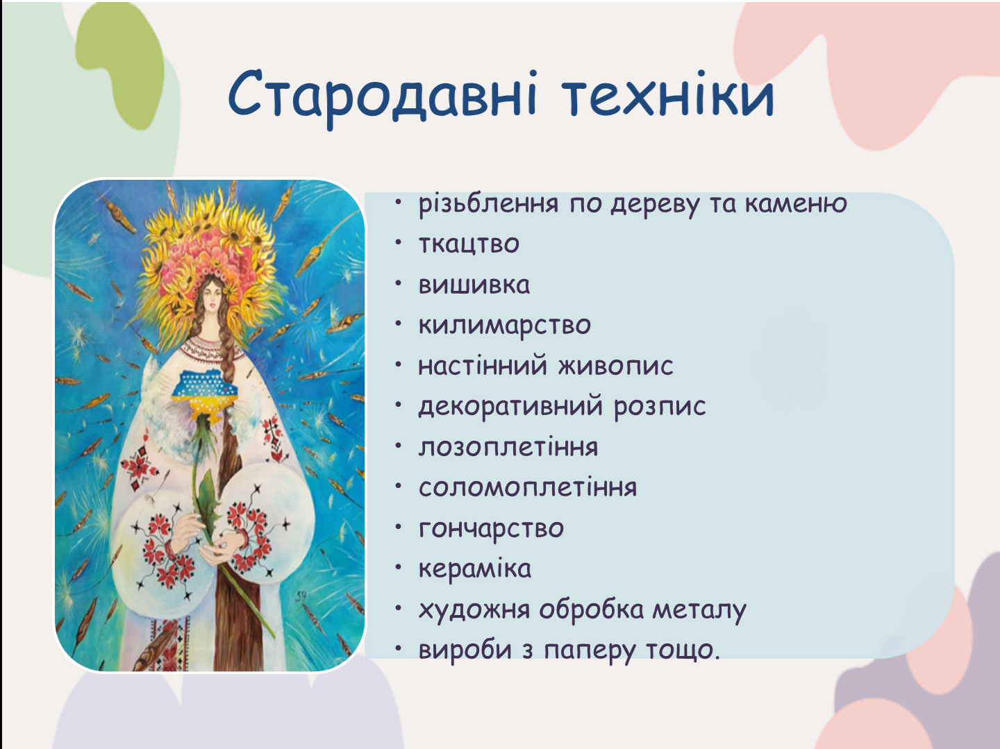 Стародавні техніки
• різьблення по дереву та каменю
• ткацтво
• вишивка
• килимарство
• настінний живопис
• декоративний розпис
• лозоплетіння
• соломоплетіння
• гончарство
• кераміка
• художня обробка металу
• вироби з паперу тощо.